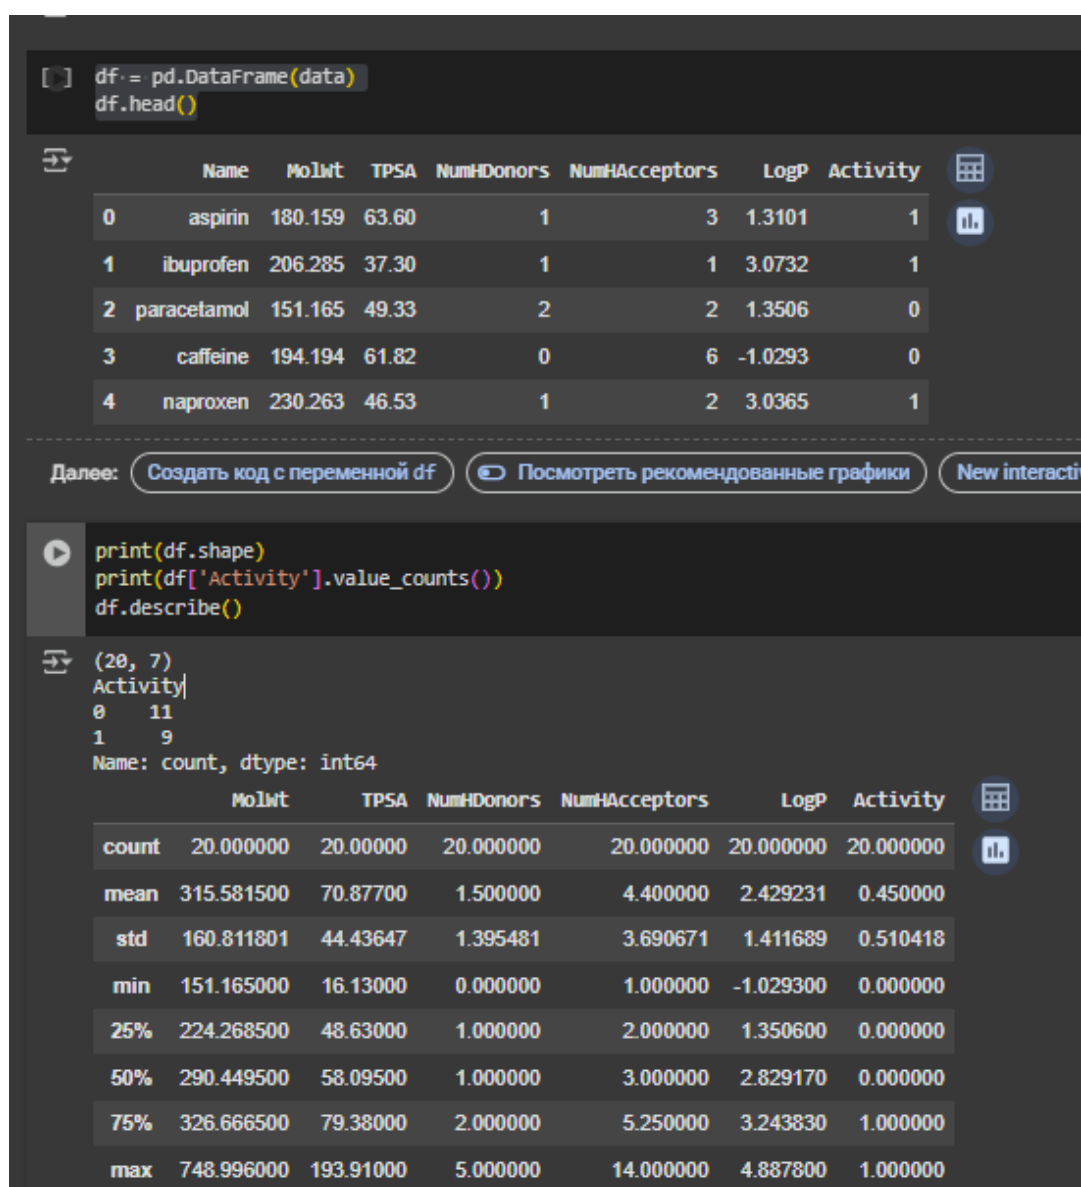 [ ] df = pd.DataFrame(data)
df.head()
Name MolWt TPSA NumHDonors NumHAcceptors LogP Activity
0 aspirin 180.159 63.60 1 3 1.3101 1
1 ibuprofen 206.285 37.30 1 1 3.0732 1
2 paracetamol 151.165 49.33 2 2 1.3506 0
3 caffeine 194.194 61.82 0 6 -1.0293 0
4 naproxen 230.263 46.53 1 2 3.0365 1
Далее: Создать код с переменной df Посмотреть рекомендованные графики New interacti
print(df.shape)
print(df['Activity'].value_counts())
df.describe()
(20, 7)
Activity
0 11
1 9
Name: count, dtype: int64
MolWt TPSA NumHDonors NumHAcceptors LogP Activity
count 20.000000 20.00000 20.000000 20.000000 20.000000 20.000000
mean 315.581500 70.87700 1.500000 4.400000 2.429231 0.450000
std 160.811801 44.43647 1.395481 3.690671 1.411689 0.510418
min 151.165000 16.13000 0.000000 1.000000 -1.029300 0.000000
25% 224.268500 48.63000 1.000000 2.000000 1.350600 0.000000
50% 290.449500 58.09500 1.000000 3.000000 2.829170 0.000000
75% 326.666500 79.38000 2.000000 5.250000 3.243830 1.000000
max 748.996000 193.91000 5.000000 14.000000 4.887800 1.000000